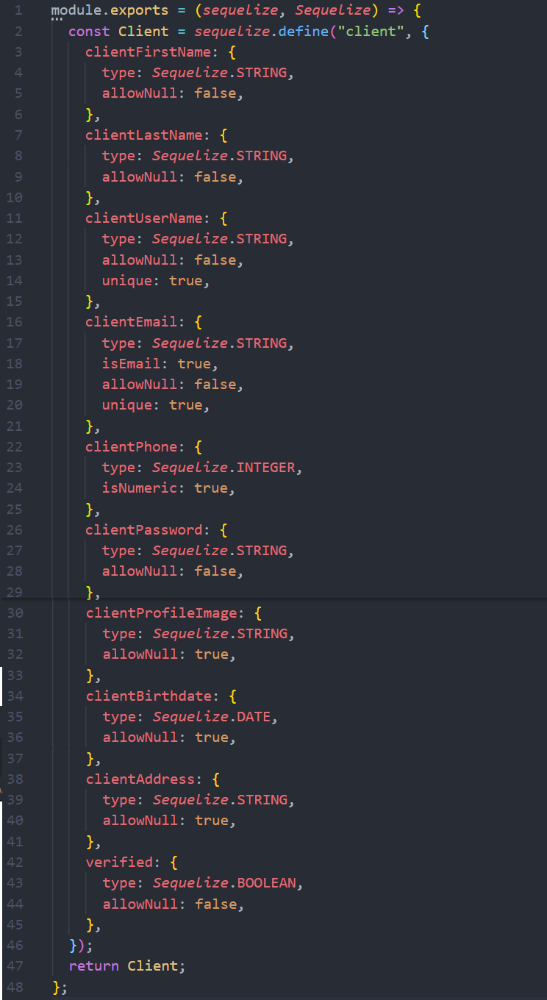 1 module.exports = (sequelize, Sequelize) => {
2 const Client = sequelize.define("client", {
3 clientFirstName: {
4 type: Sequelize.STRING,
5 allowNull: false,
6 },
7 clientLastName: {
8 type: Sequelize.STRING,
9 allowNull: false,
10 },
11 clientUserName: {
12 type: Sequelize.STRING,
13 allowNull: false,
14 unique: true,
15 },
16 clientEmail: {
17 type: Sequelize.STRING,
18 isEmail: true,
19 allowNull: false,
20 unique: true,
21 },
22 clientPhone: {
23 type: Sequelize.INTEGER,
24 isNumeric: true,
25 },
26 clientPassword: {
27 type: Sequelize.STRING,
28 allowNull: false,
29 },
30 clientProfileImage: {
31 type: Sequelize.STRING,
32 allowNull: true,
33 },
34 clientBirthdate: {
35 type: Sequelize.DATE,
36 allowNull: true,
37 },
38 clientAddress: {
39 type: Sequelize.STRING,
40 allowNull: true,
41 },
42 verified: {
43 type: Sequelize.BOOLEAN,
44 allowNull: false,
45 },
46 });
47 return Client;
48 };